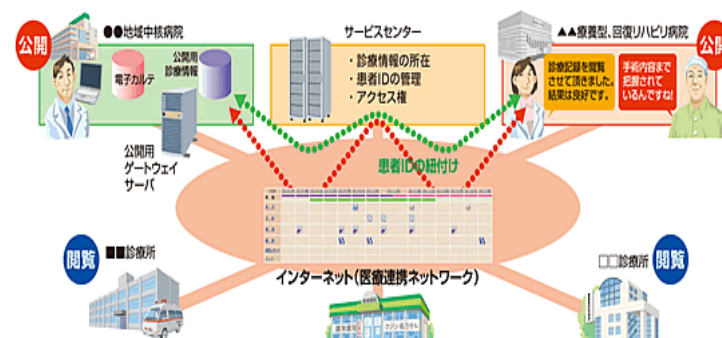 公開
●●地域中核病院
電子カルテ
公開用
診療情報
公開用
ゲートウェイ
サーバ
サービスセンター
・診療情報の所在
・患者IDの管理
・アクセス権
▲▲療養型、回復リハビリ病院
公開
診療記録を閲覧
させて頂きました。
結果は良好です。
手術内容まで
把握されて
いるんですね!
患者IDの紐付け
インターネット(医療連携ネットワーク)
閲覧
■■診療所
□□診療所
閲覧